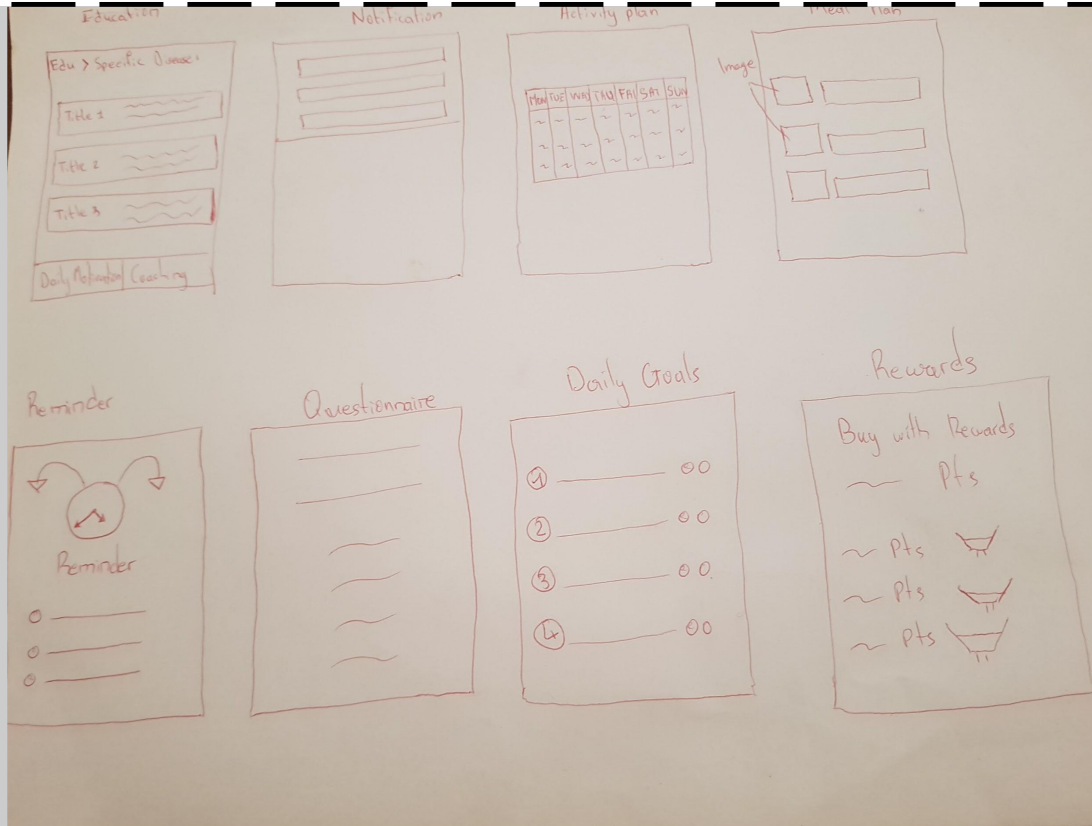 Education
Notification
Activity plan
Meal Plan
Edu > Specific Disease:
Title 1
Title 2
Title 3
Daily Motivation
Coaching
MON TUE WED THU FRI SAT SUN
Image
Reminder
Questionnaire
Daily Goals
Rewards
Reminder
1
2
3
4
Buy with Rewards
Pts
Pts
Pts
Pts